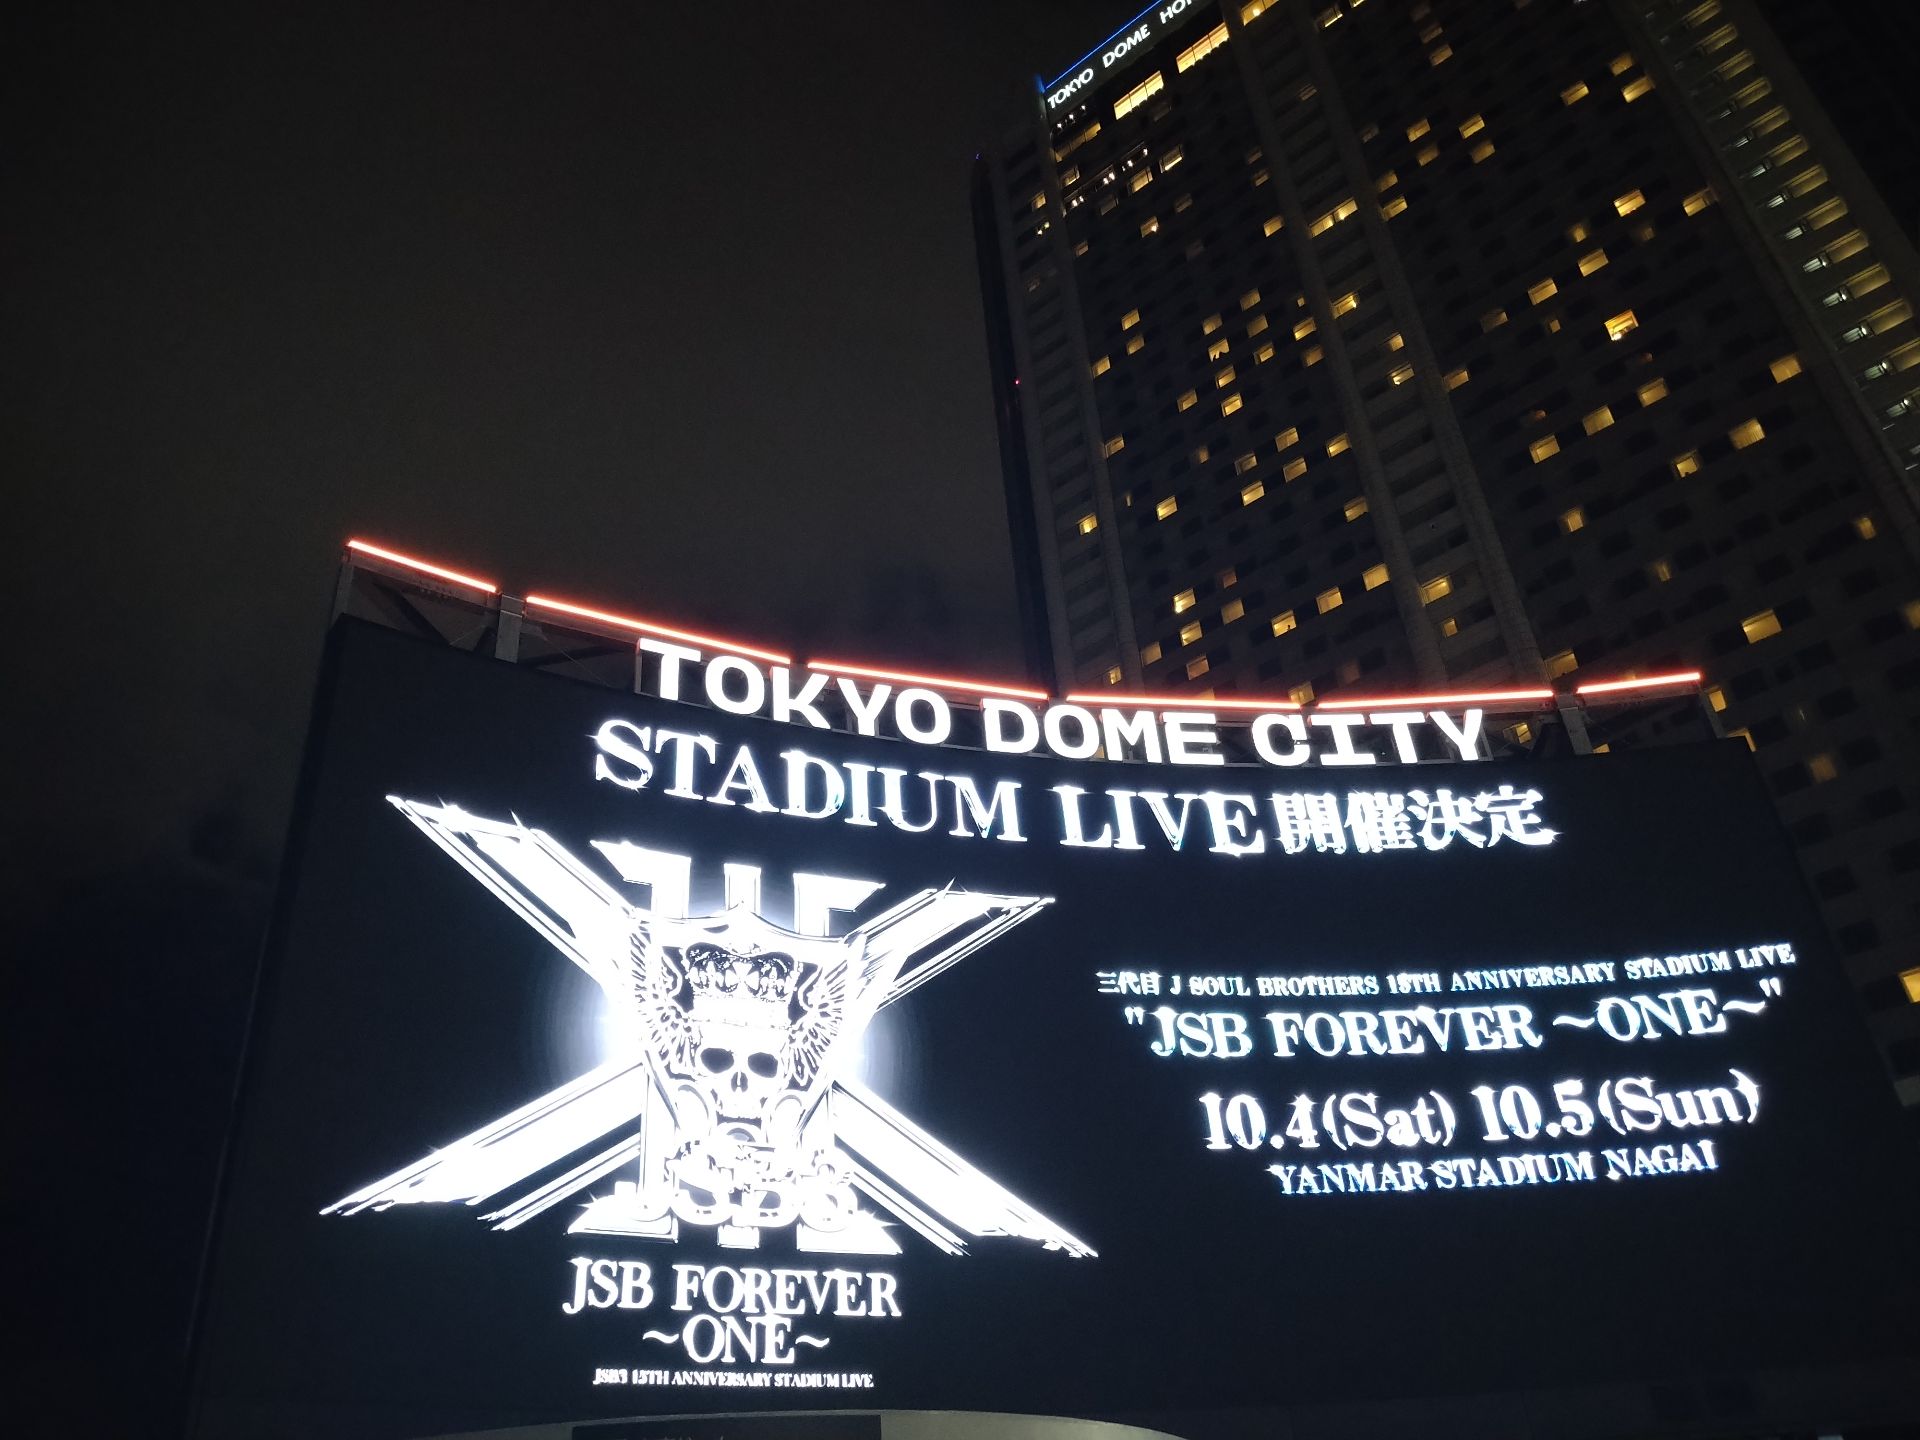 TOKYO DOME HO
TOKYO DOME CITY
STADIUM LIVE開催決定
三代目 J SOUL BROTHERS 15TH ANNIVERSARY STADIUM LIVE
"JSB FOREVER ～ONE～"
10.4(Sat) 10.5(Sun)
YANMAR STADIUM NAGAI
JSB FOREVER
～ONE～
JSB3 15TH ANNIVERSARY STADIUM LIVE